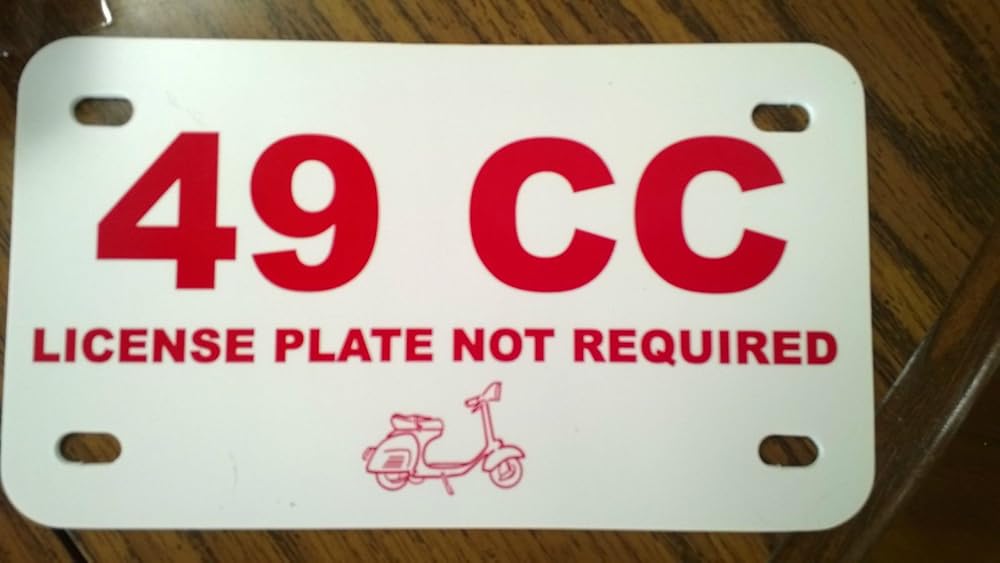 49 CC
LICENSE PLATE NOT REQUIRED